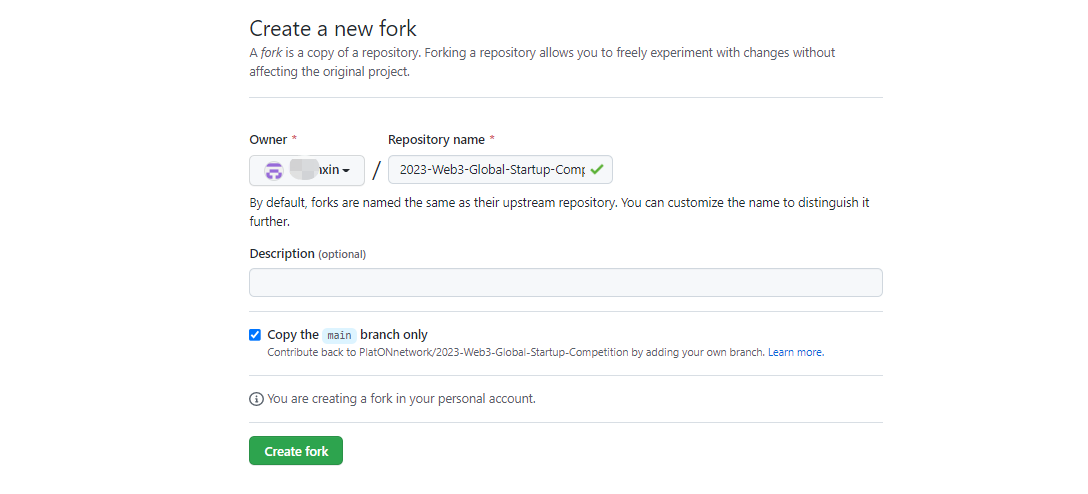 Create a new fork
A fork is a copy of a repository. Forking a repository allows you to freely experiment with changes without
affecting the original project.
Owner * Repository name *
xin / 2023-Web3-Global-Startup-Comp
By default, forks are named the same as their upstream repository. You can customize the name to distinguish it
further.
Description (optional)
Copy the main branch only
Contribute back to PlatONnetwork/2023-Web3-Global-Startup-Competition by adding your own branch. Learn more.
You are creating a fork in your personal account.
Create fork